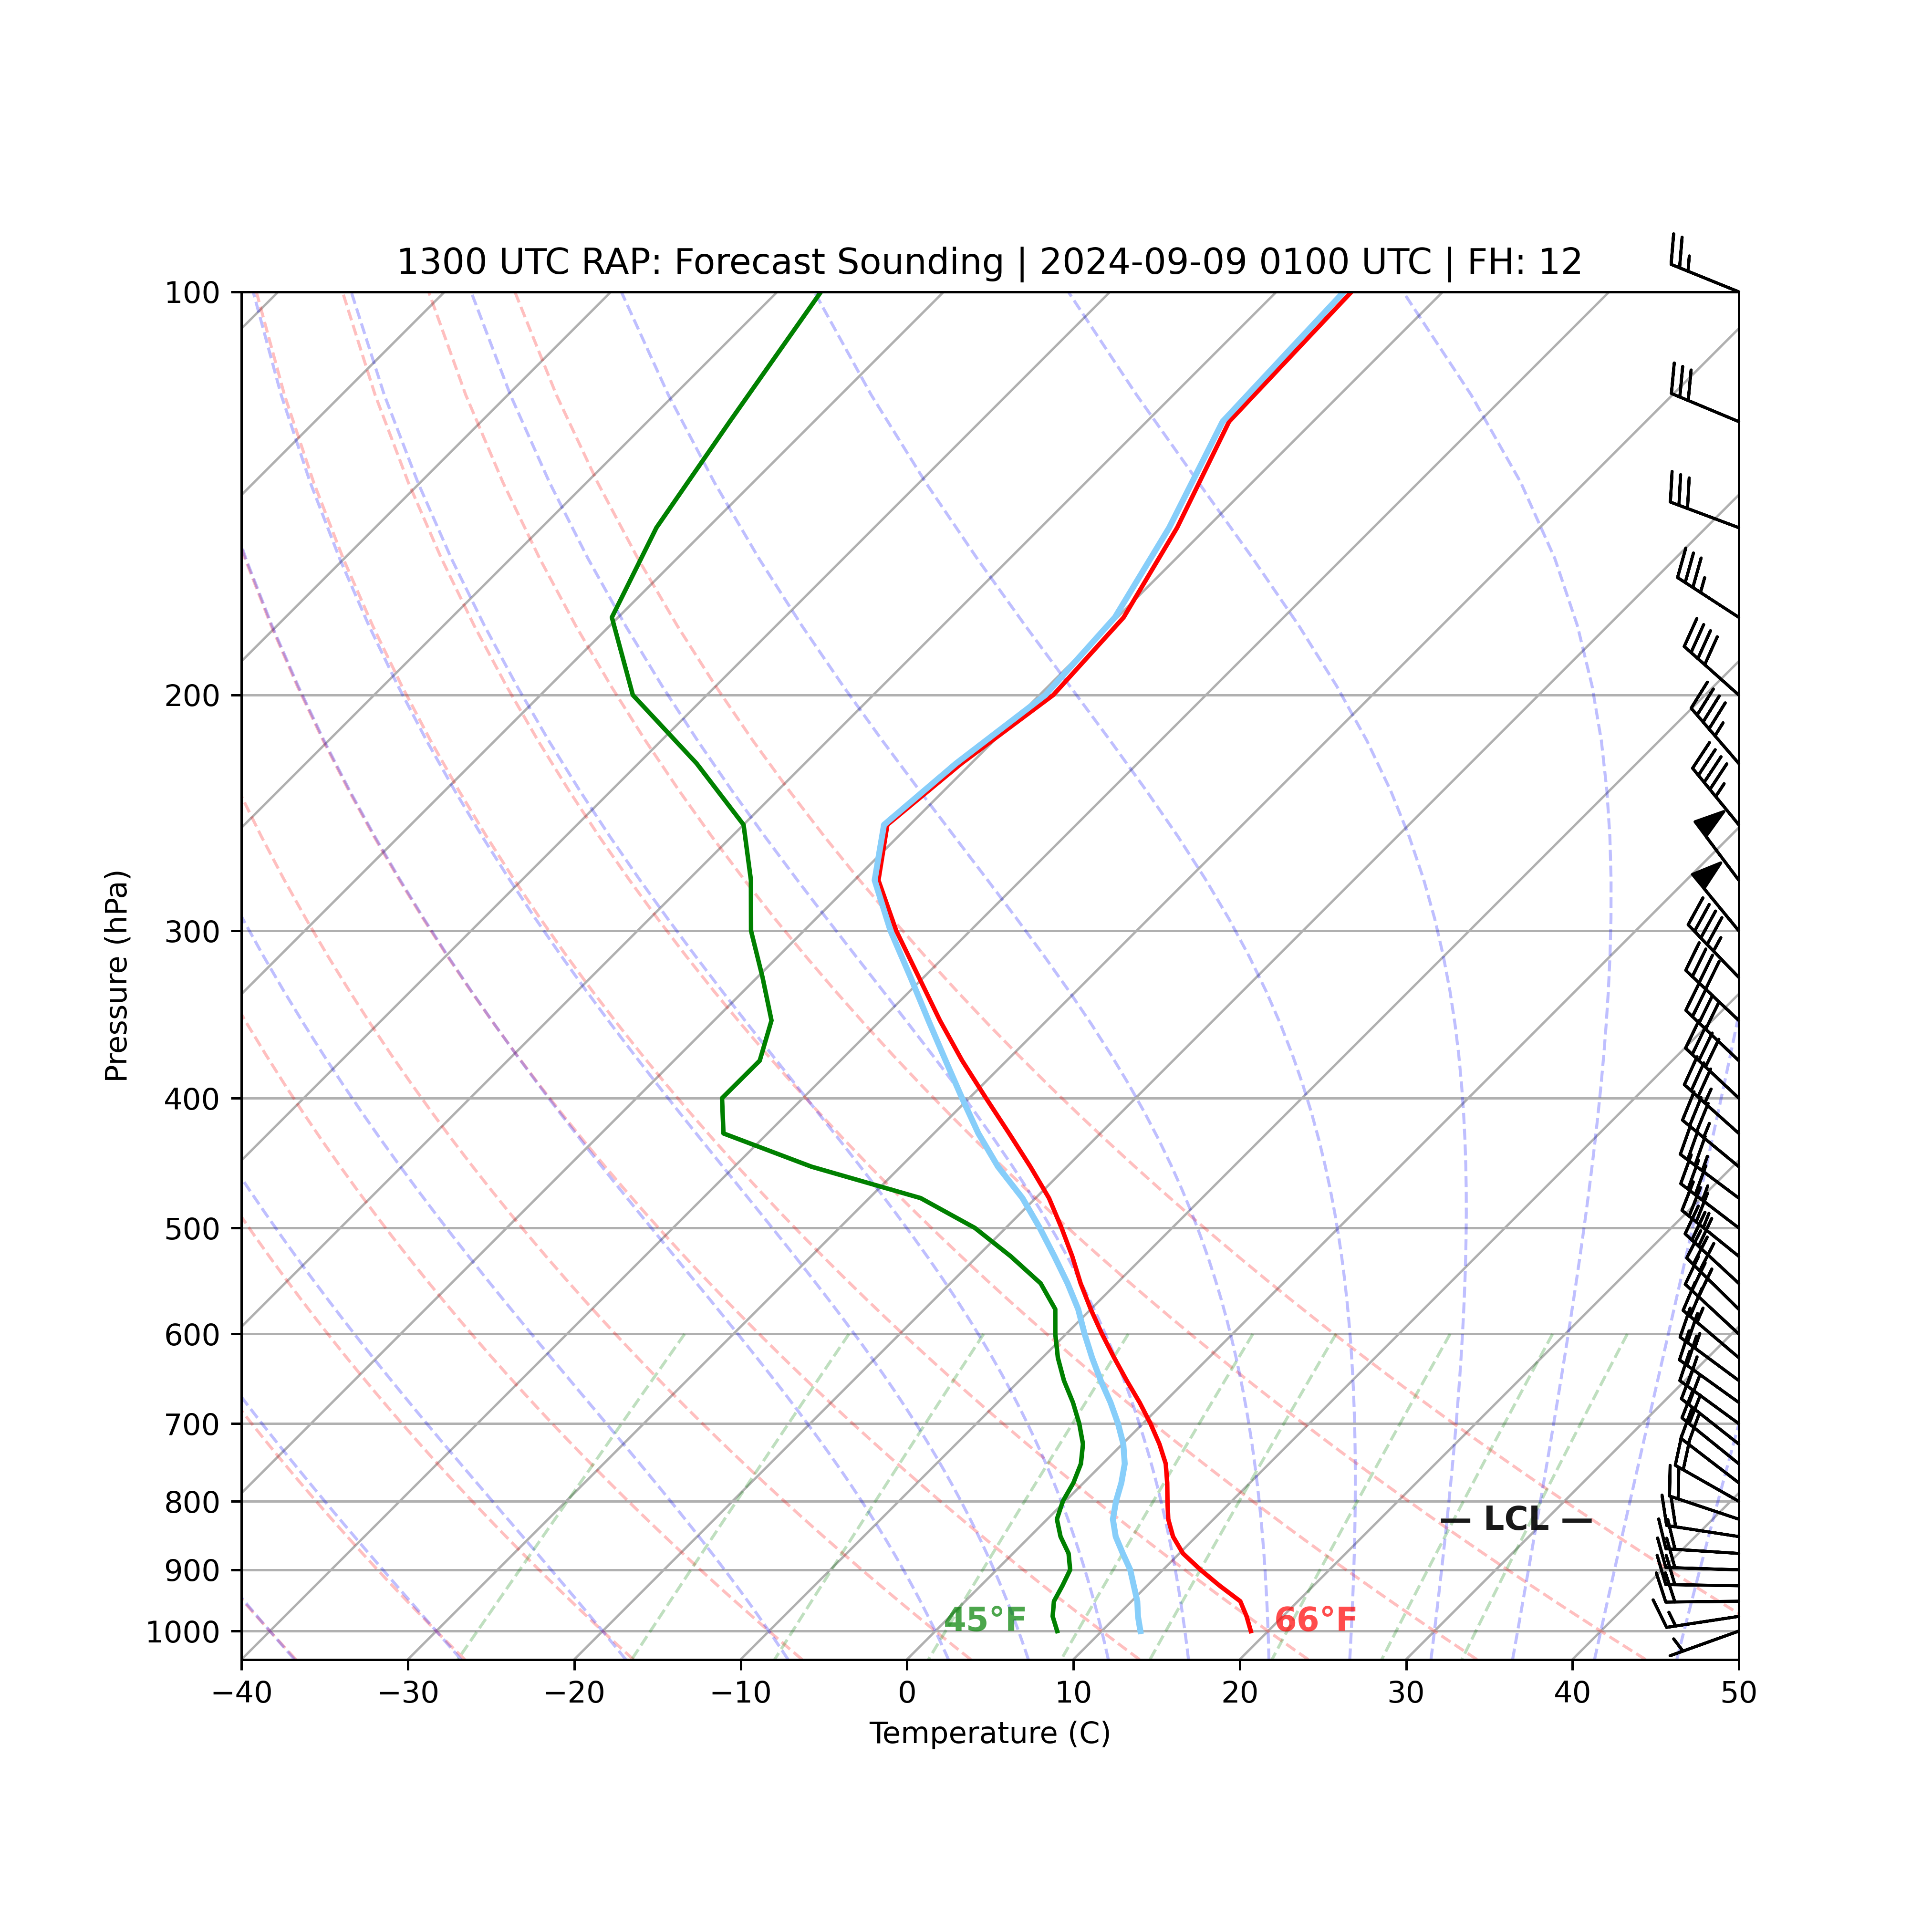 1300 UTC RAP: Forecast Sounding | 2024-09-09 0100 UTC | FH: 12
100
200
300
400
500
600
700
800
900
1000
Pressure (hPa)
— LCL —
45°F
66°F
−40 −30 −20 −10 0 10 20 30 40 50
Temperature (C)